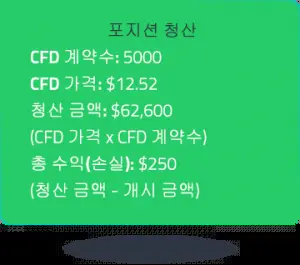 포지션 청산
CFD 계약수: 5000
CFD 가격: $12.52
청산 금액: $62,600
(CFD 가격 x CFD 계약수)
총 수익(손실): $250
(청산 금액 - 개시 금액)